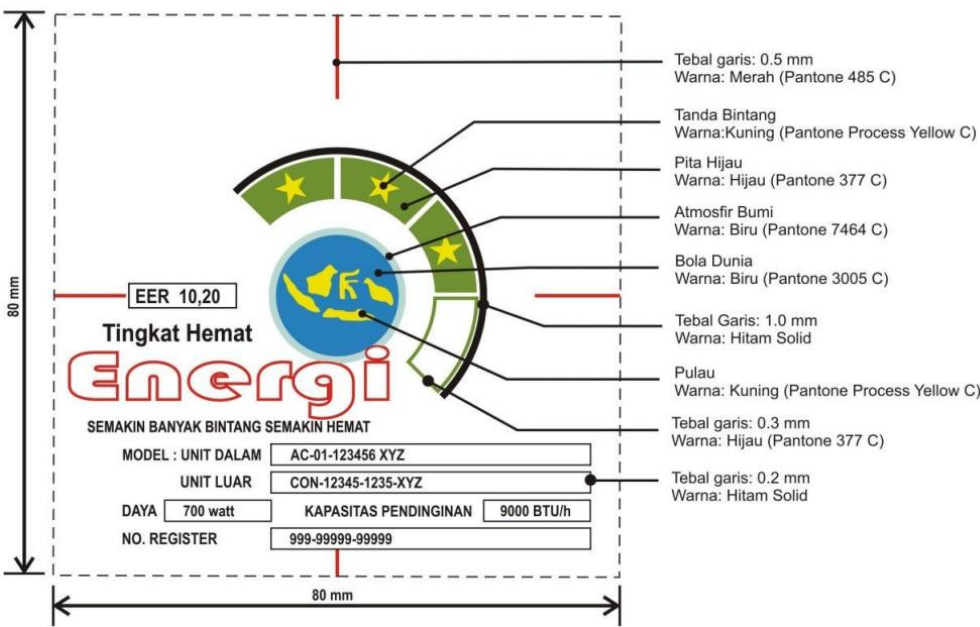 Tebal garis: 0.5 mm
Warna: Merah (Pantone 485 C)
Tanda Bintang
Warna:Kuning (Pantone Process Yellow C)
Pita Hijau
Warna: Hijau (Pantone 377 C)
Atmosfir Bumi
Warna: Biru (Pantone 7464 C)
Bola Dunia
Warna: Biru (Pantone 3005 C)
Tebal Garis: 1.0 mm
Warna: Hitam Solid
Pulau
Warna: Kuning (Pantone Process Yellow C)
Tebal garis: 0.3 mm
Warna: Hijau (Pantone 377 C)
Tebal garis: 0.2 mm
Warna: Hitam Solid
80 mm
EER 10,20
Tingkat Hemat
Energi
SEMAKIN BANYAK BINTANG SEMAKIN HEMAT
MODEL : UNIT DALAM AC-01-123456 XYZ
UNIT LUAR CON-12345-1235-XYZ
DAYA 700 watt KAPASITAS PENDINGINAN 9000 BTU/h
NO. REGISTER 999-99999-99999
80 mm